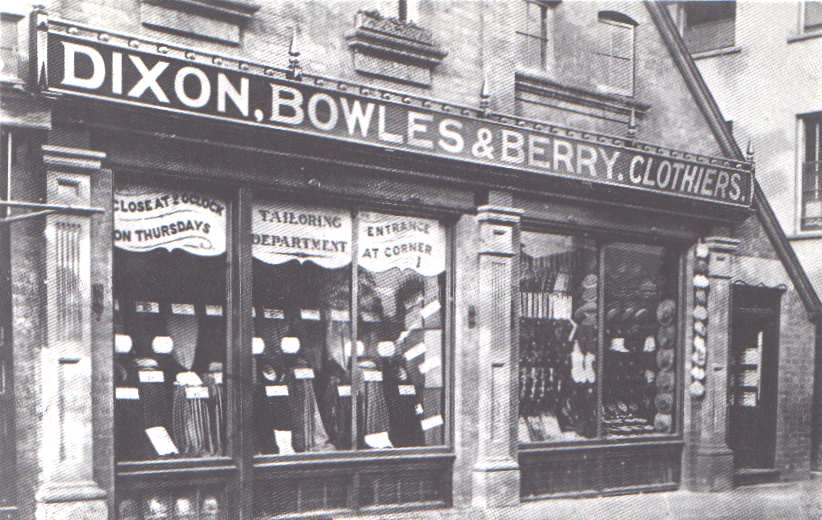 DIXON, BOWLES & BERRY. CLOTHIERS.
CLOSE AT 2 O'CLOCK
ON THURSDAYS
TAILORING
DEPARTMENT
ENTRANCE
AT CORNER